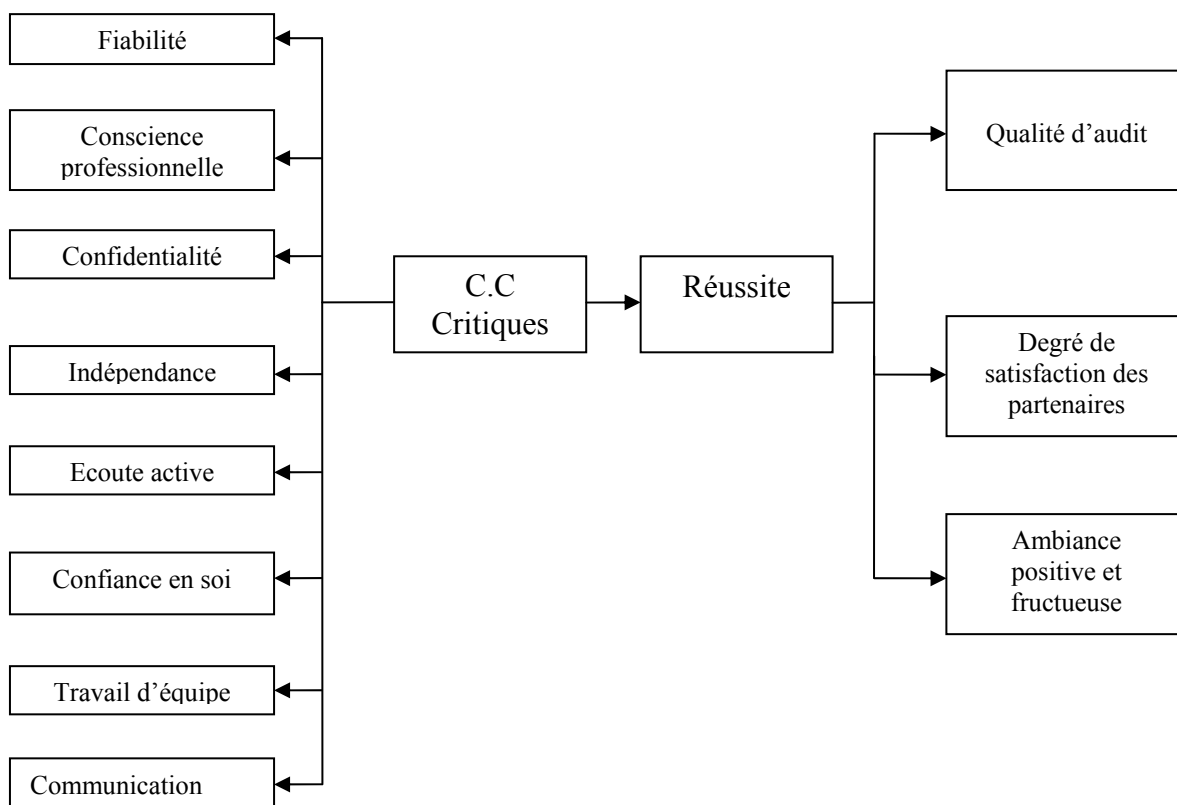 Fiabilité
Conscience
professionnelle
Confidentialité
Indépendance
Ecoute active
Confiance en soi
Travail d’équipe
Communication
C.C
Critiques
Réussite
Qualité d’audit
Degré de
satisfaction des
partenaires
Ambiance
positive et
fructueuse